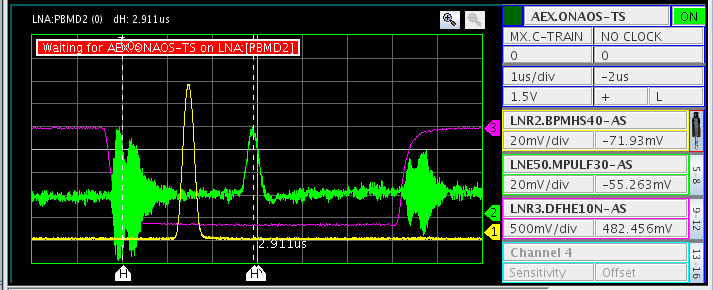 LNA:PBMD2 (0) dH: 2.911us
Waiting for AEX.ONAOS-TS on LNA:[PBMD2]
3
2
1
2.911us
H
H
AEX.ONAOS-TS ON
MX.C-TRAIN NO CLOCK
0 0
1us/div -2us
1.5V + L
LNR2.BPMHS40-AS
20mV/div -71.93mV
LNE50.MPULF30-AS
20mV/div -55.263mV
LNR3.DFHE10N-AS
500mV/div 482.456mV
Channel 4
Sensitivity Offset
5-8
9-12
13-16